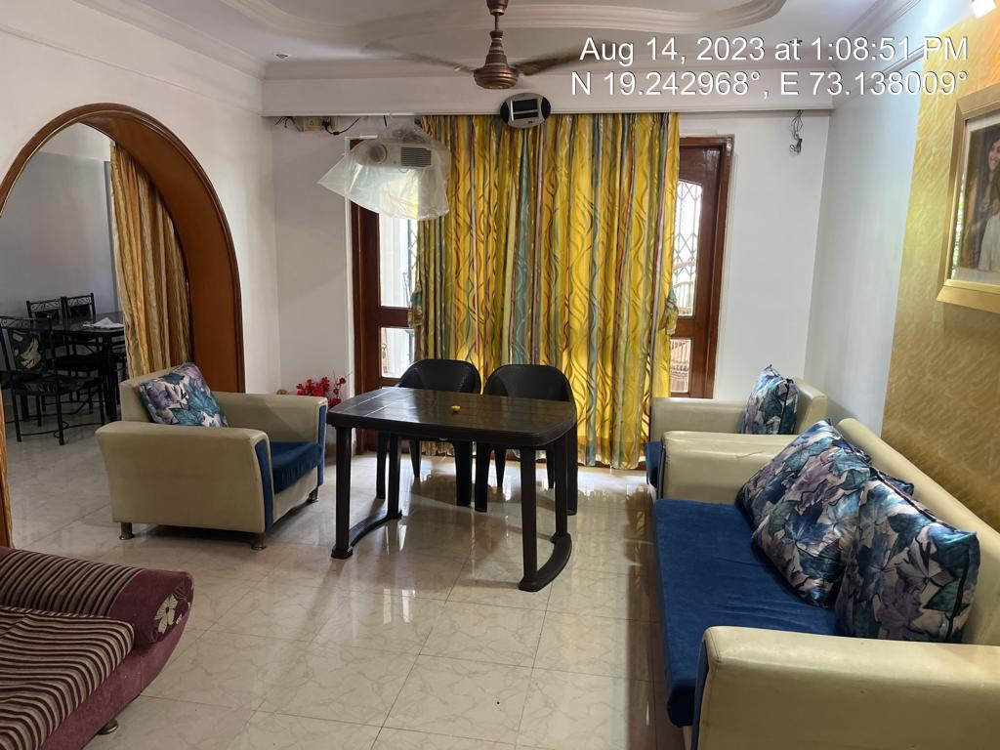 Aug 14, 2023 at 1:08:51 PM
N 19.242968°, E 73.138009°